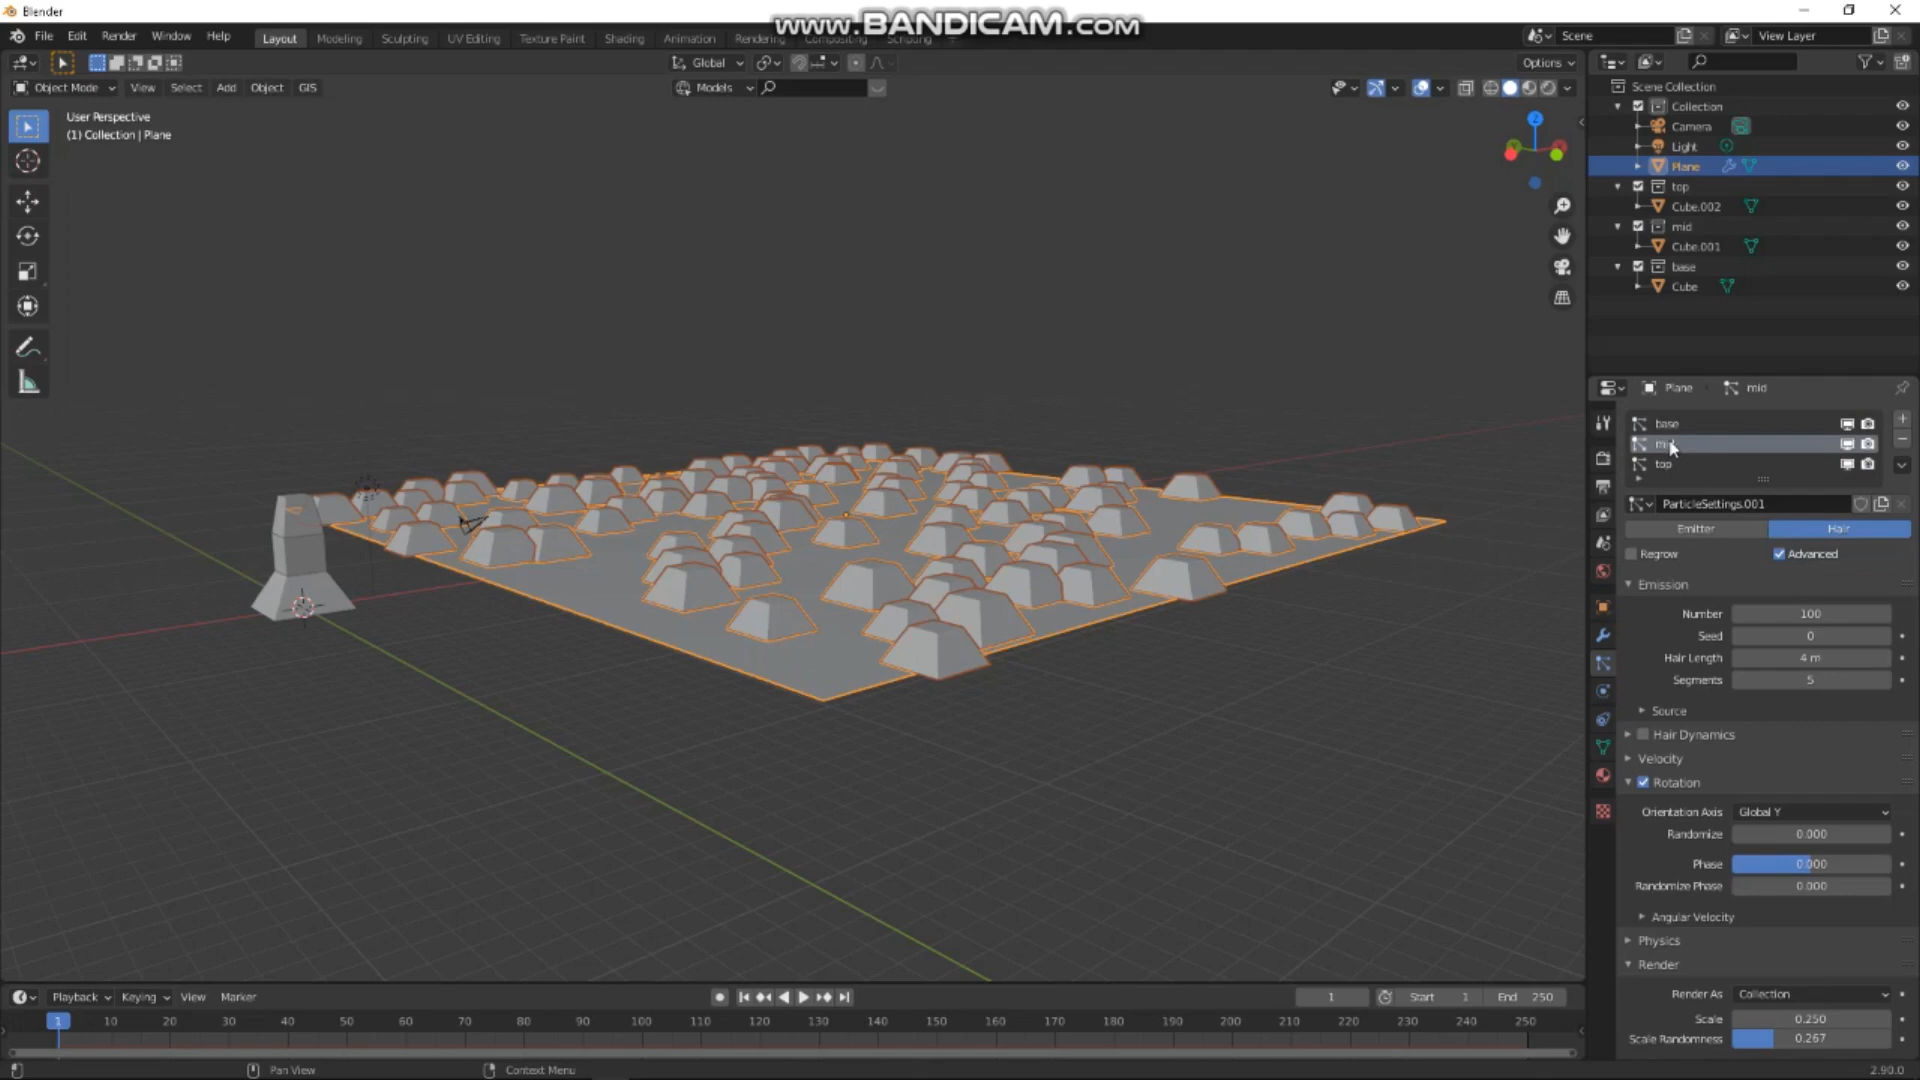 Blender
www.BANDICAM.com
File Edit Render Window Help
Layout Modeling Sculpting UV Editing Texture Paint Shading Animation Rendering Compositing Scripting
Scene
View Layer
Global
Options
Object Mode View Select Add Object GIS
Models
User Perspective
(1) Collection | Plane
Z
Scene Collection
Collection
Camera
Light
Plane
top
Cube.002
mid
Cube.001
base
Cube
Plane mid
base
top
ParticleSettings.001
Emitter Hair
Regrow Advanced
Emission
Number 100
Seed 0
Hair Length 4 m
Segments 5
Source
Hair Dynamics
Velocity
Rotation
Orientation Axis Global Y
Randomize 0.000
Phase 0.000
Randomize Phase 0.000
Angular Velocity
Physics
Render
Render As Collection
Scale 0.250
Scale Randomness 0.267
Playback Keying View Marker
1 Start 1 End 250
1 10 20 30 40 50 60 70 80 90 100 110 120 130 140 150 160 170 180 190 200 210 220 230 240 250
Pan View Context Menu 2.90.0